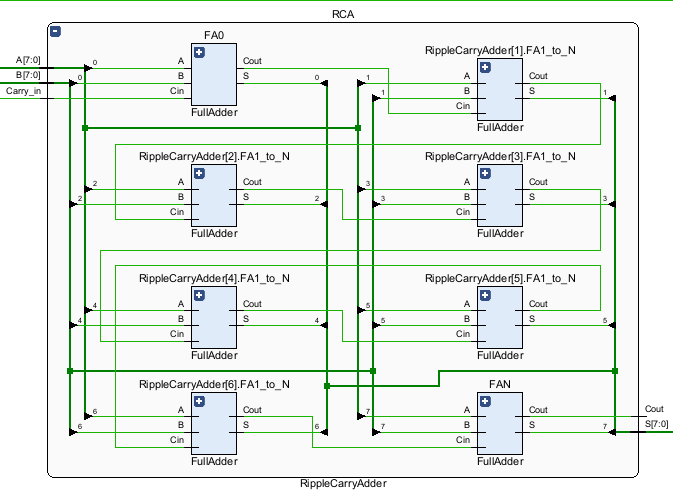 RCA
FA0
RippleCarryAdder[1].FA1_to_N
A[7:0]
B[7:0]
Carry_in
0
0
A
B
Cin
Cout
S
0
FullAdder
1
1
A
B
Cin
Cout
S
1
FullAdder
RippleCarryAdder[2].FA1_to_N
RippleCarryAdder[3].FA1_to_N
2
2
A
B
Cin
Cout
S
2
FullAdder
3
3
A
B
Cin
Cout
S
3
FullAdder
RippleCarryAdder[4].FA1_to_N
RippleCarryAdder[5].FA1_to_N
4
4
A
B
Cin
Cout
S
4
FullAdder
5
5
A
B
Cin
Cout
S
5
FullAdder
RippleCarryAdder[6].FA1_to_N
FAN
6
6
A
B
Cin
Cout
S
6
FullAdder
7
7
A
B
Cin
Cout
S
7
FullAdder
Cout
S[7:0]
RippleCarryAdder